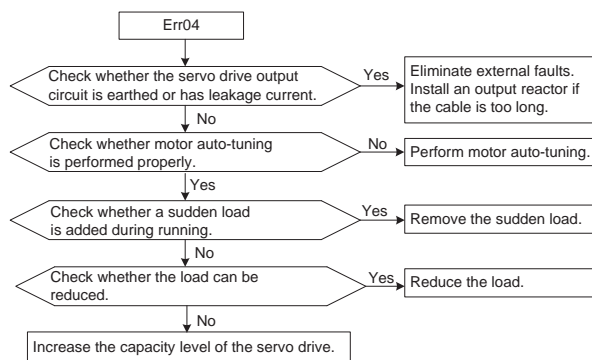 Err04
Check whether the servo drive output
circuit is earthed or has leakage current.
Yes
Eliminate external faults.
Install an output reactor if
the cable is too long.
No
Check whether motor auto-tuning
is performed properly.
No
Perform motor auto-tuning.
Yes
Check whether a sudden load
is added during running.
Yes
Remove the sudden load.
No
Check whether the load can be
reduced.
Yes
Reduce the load.
No
Increase the capacity level of the servo drive.